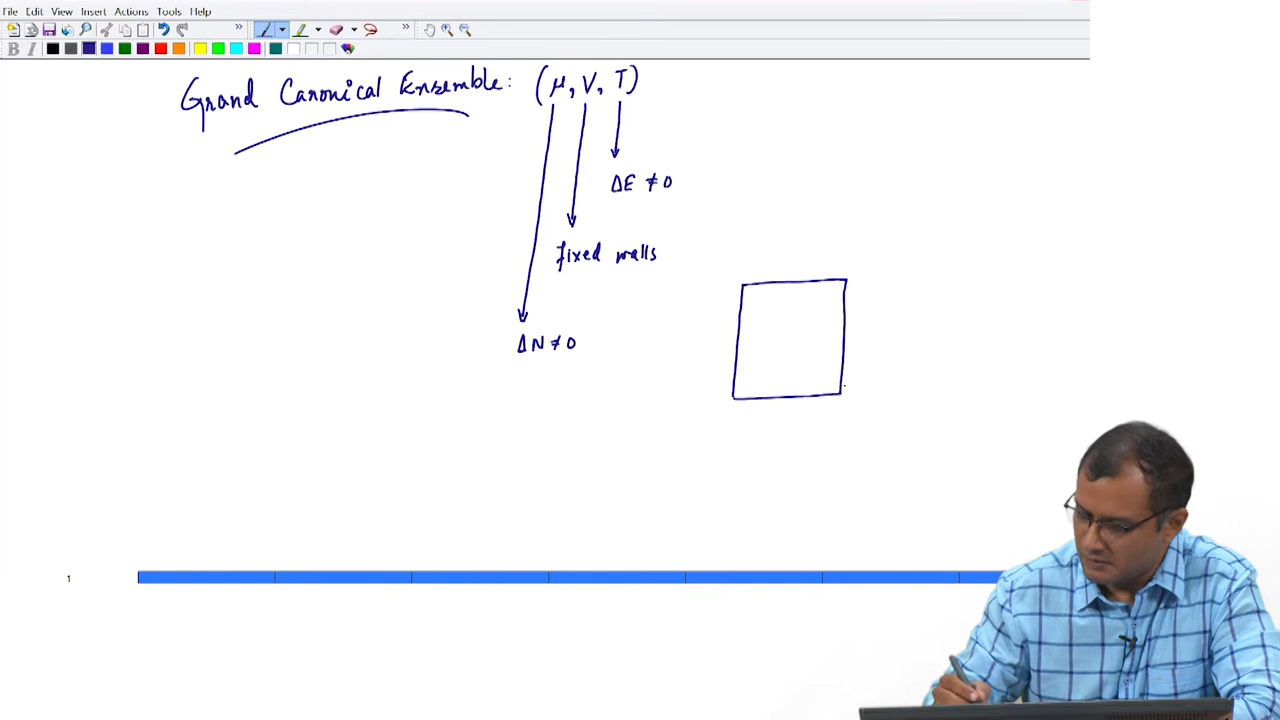 File Edit View Insert Actions Tools Help
B I
Grand Canonical Ensemble: (μ, V, T)
ΔE ≠ 0
fixed walls
ΔN ≠ 0
1